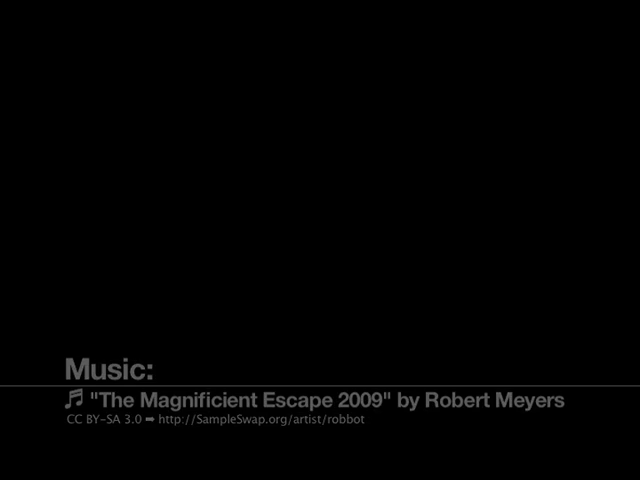 Music:
♫ "The Magnificient Escape 2009" by Robert Meyers
CC BY-SA 3.0 ➡ http://SampleSwap.org/artist/robbot